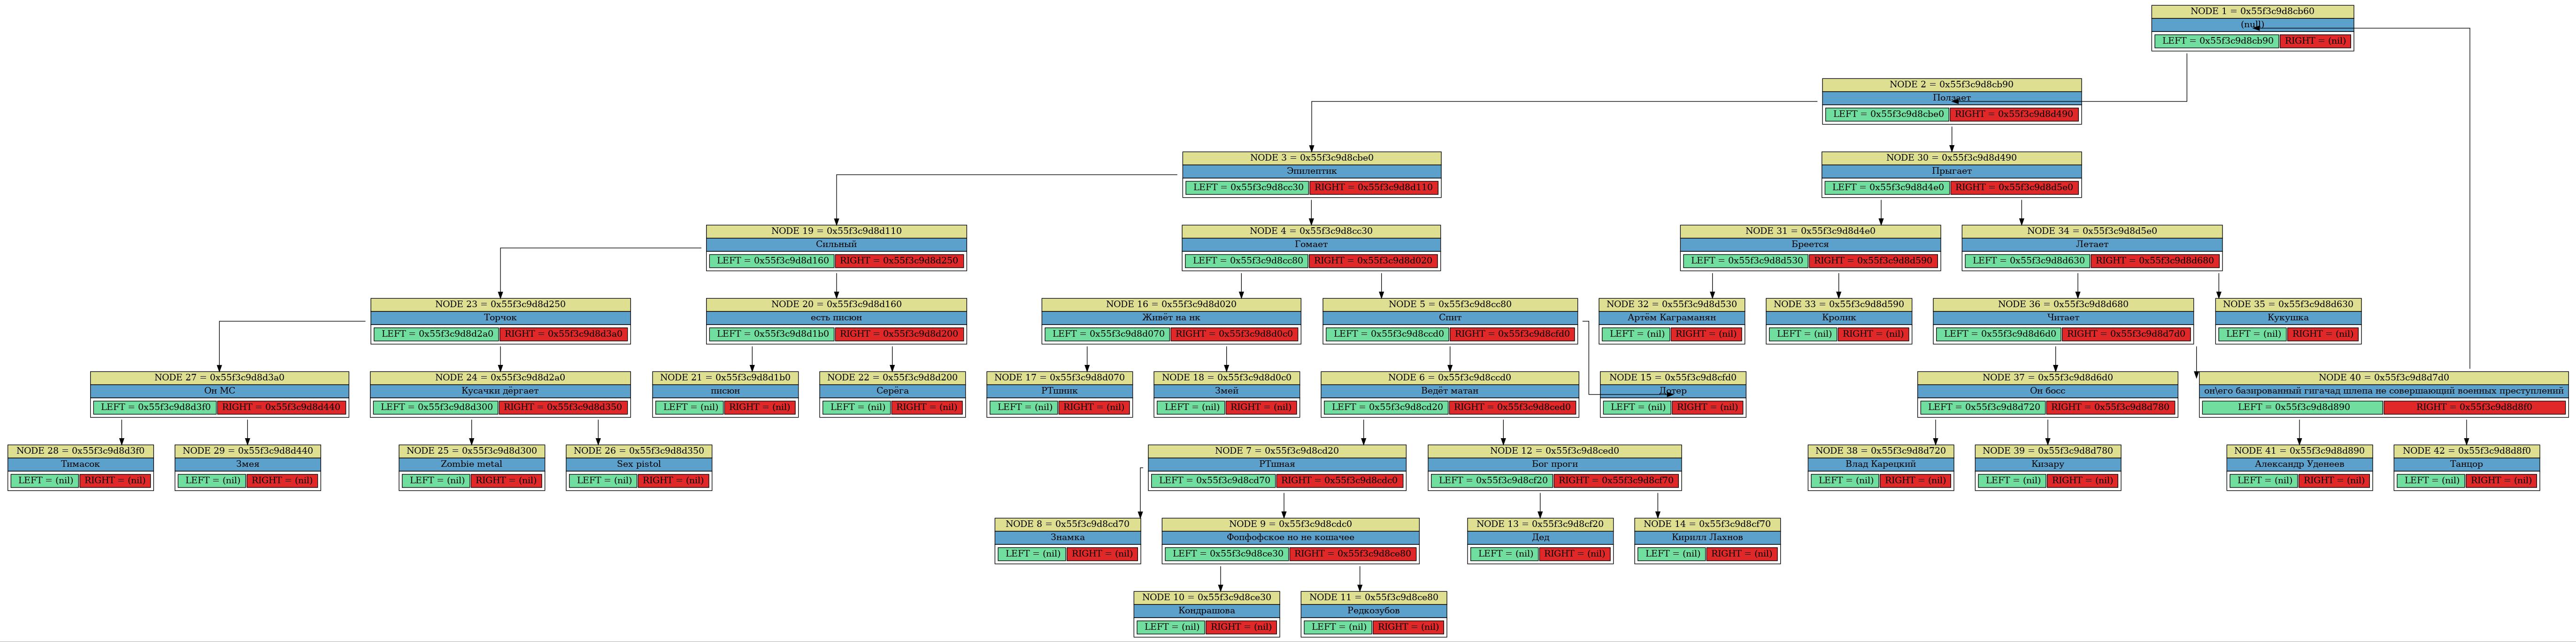 NODE 1 = 0x55f3c9d8cb60
(null)
LEFT = 0x55f3c9d8cb90 RIGHT = (nil)
NODE 2 = 0x55f3c9d8cb90
Ползает
LEFT = 0x55f3c9d8cbe0 RIGHT = 0x55f3c9d8d490
NODE 3 = 0x55f3c9d8cbe0
Эпилептик
LEFT = 0x55f3c9d8cc30 RIGHT = 0x55f3c9d8d110
NODE 30 = 0x55f3c9d8d490
Прыгает
LEFT = 0x55f3c9d8d4e0 RIGHT = 0x55f3c9d8d5e0
NODE 19 = 0x55f3c9d8d110
Сильный
LEFT = 0x55f3c9d8d160 RIGHT = 0x55f3c9d8d250
NODE 4 = 0x55f3c9d8cc30
Гомает
LEFT = 0x55f3c9d8cc80 RIGHT = 0x55f3c9d8d020
NODE 31 = 0x55f3c9d8d4e0
Бреется
LEFT = 0x55f3c9d8d530 RIGHT = 0x55f3c9d8d590
NODE 34 = 0x55f3c9d8d5e0
Летает
LEFT = 0x55f3c9d8d630 RIGHT = 0x55f3c9d8d680
NODE 23 = 0x55f3c9d8d250
Торчок
LEFT = 0x55f3c9d8d2a0 RIGHT = 0x55f3c9d8d3a0
NODE 20 = 0x55f3c9d8d160
есть писюн
LEFT = 0x55f3c9d8d1b0 RIGHT = 0x55f3c9d8d200
NODE 16 = 0x55f3c9d8d020
Живёт на нк
LEFT = 0x55f3c9d8d070 RIGHT = 0x55f3c9d8d0c0
NODE 5 = 0x55f3c9d8cc80
Спит
LEFT = 0x55f3c9d8ccd0 RIGHT = 0x55f3c9d8cfd0
NODE 32 = 0x55f3c9d8d530
Артём Каграманян
LEFT = (nil) RIGHT = (nil)
NODE 33 = 0x55f3c9d8d590
Кролик
LEFT = (nil) RIGHT = (nil)
NODE 36 = 0x55f3c9d8d680
Читает
LEFT = 0x55f3c9d8d6d0 RIGHT = 0x55f3c9d8d7d0
NODE 35 = 0x55f3c9d8d630
Кукушка
LEFT = (nil) RIGHT = (nil)
NODE 27 = 0x55f3c9d8d3a0
Он МС
LEFT = 0x55f3c9d8d3f0 RIGHT = 0x55f3c9d8d440
NODE 24 = 0x55f3c9d8d2a0
Кусачки дёргает
LEFT = 0x55f3c9d8d300 RIGHT = 0x55f3c9d8d350
NODE 21 = 0x55f3c9d8d1b0
писюн
LEFT = (nil) RIGHT = (nil)
NODE 22 = 0x55f3c9d8d200
Серёга
LEFT = (nil) RIGHT = (nil)
NODE 17 = 0x55f3c9d8d070
РТшник
LEFT = (nil) RIGHT = (nil)
NODE 18 = 0x55f3c9d8d0c0
Змей
LEFT = (nil) RIGHT = (nil)
NODE 6 = 0x55f3c9d8ccd0
Ведёт матан
LEFT = 0x55f3c9d8cd20 RIGHT = 0x55f3c9d8ced0
NODE 15 = 0x55f3c9d8cfd0
Дотер
LEFT = (nil) RIGHT = (nil)
NODE 37 = 0x55f3c9d8d6d0
Он босс
LEFT = 0x55f3c9d8d720 RIGHT = 0x55f3c9d8d780
NODE 40 = 0x55f3c9d8d7d0
он\его базированный гигачад шлепа не совершающий военных преступлений
LEFT = 0x55f3c9d8d890 RIGHT = 0x55f3c9d8d8f0
NODE 28 = 0x55f3c9d8d3f0
Тимасок
LEFT = (nil) RIGHT = (nil)
NODE 29 = 0x55f3c9d8d440
Змея
LEFT = (nil) RIGHT = (nil)
NODE 25 = 0x55f3c9d8d300
Zombie metal
LEFT = (nil) RIGHT = (nil)
NODE 26 = 0x55f3c9d8d350
Sex pistol
LEFT = (nil) RIGHT = (nil)
NODE 7 = 0x55f3c9d8cd20
РТшная
LEFT = 0x55f3c9d8cd70 RIGHT = 0x55f3c9d8cdc0
NODE 12 = 0x55f3c9d8ced0
Бог проги
LEFT = 0x55f3c9d8cf20 RIGHT = 0x55f3c9d8cf70
NODE 38 = 0x55f3c9d8d720
Влад Карецкий
LEFT = (nil) RIGHT = (nil)
NODE 39 = 0x55f3c9d8d780
Кизару
LEFT = (nil) RIGHT = (nil)
NODE 41 = 0x55f3c9d8d890
Александр Уденеев
LEFT = (nil) RIGHT = (nil)
NODE 42 = 0x55f3c9d8d8f0
Танцор
LEFT = (nil) RIGHT = (nil)
NODE 8 = 0x55f3c9d8cd70
Знамка
LEFT = (nil) RIGHT = (nil)
NODE 9 = 0x55f3c9d8cdc0
Фопфофское но не кошачее
LEFT = 0x55f3c9d8ce30 RIGHT = 0x55f3c9d8ce80
NODE 13 = 0x55f3c9d8cf20
Дед
LEFT = (nil) RIGHT = (nil)
NODE 14 = 0x55f3c9d8cf70
Кирилл Лахнов
LEFT = (nil) RIGHT = (nil)
NODE 10 = 0x55f3c9d8ce30
Кондрашова
LEFT = (nil) RIGHT = (nil)
NODE 11 = 0x55f3c9d8ce80
Редкозубов
LEFT = (nil) RIGHT = (nil)